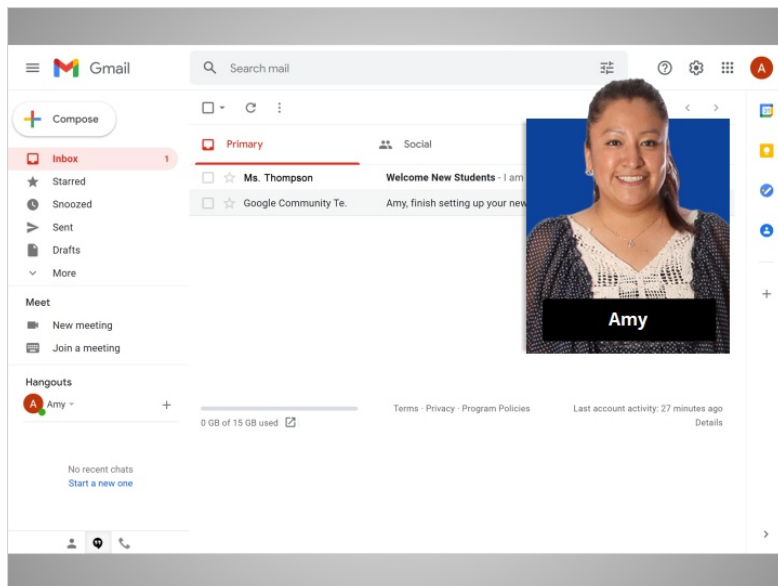 Gmail
Search mail
A
Compose
Primary
Social
Inbox 1
Starred
Snoozed
Sent
Drafts
More
Ms. Thompson Welcome New Students - I am
Google Community Te. Amy, finish setting up your new
Amy
Meet
New meeting
Join a meeting
Hangouts
A Amy
0 GB of 15 GB used
Terms · Privacy · Program Policies
Last account activity: 27 minutes ago
Details
No recent chats
Start a new one